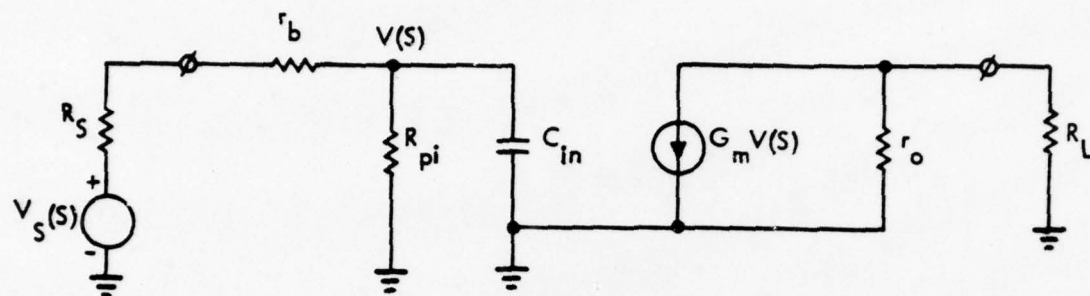 r_b
V(S)
R_S
R_pi
C_in
G_m V(S)
r_o
R_L
+
V_S(S)
-